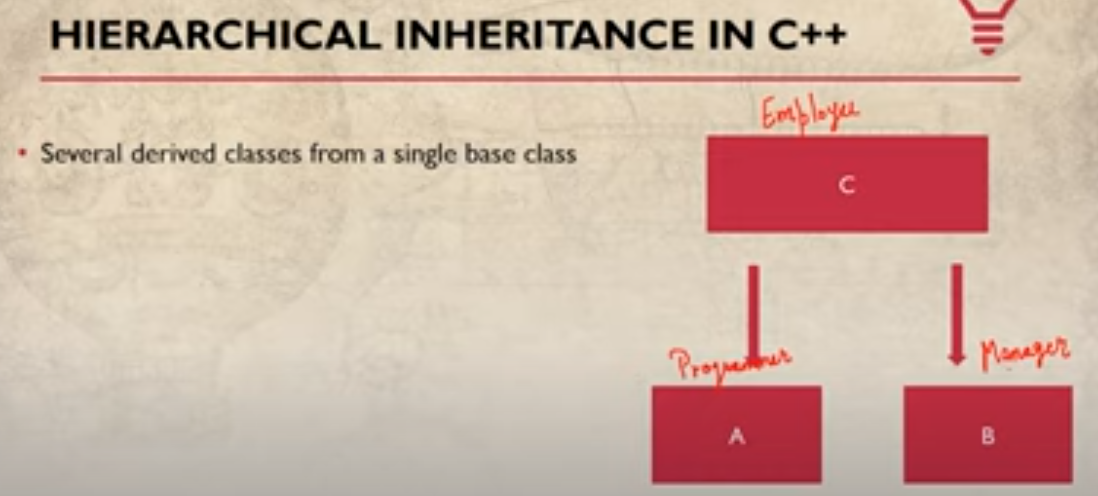 HIERARCHICAL INHERITANCE IN C++
• Several derived classes from a single base class
Employee
C
Programmer
Manager
A
B